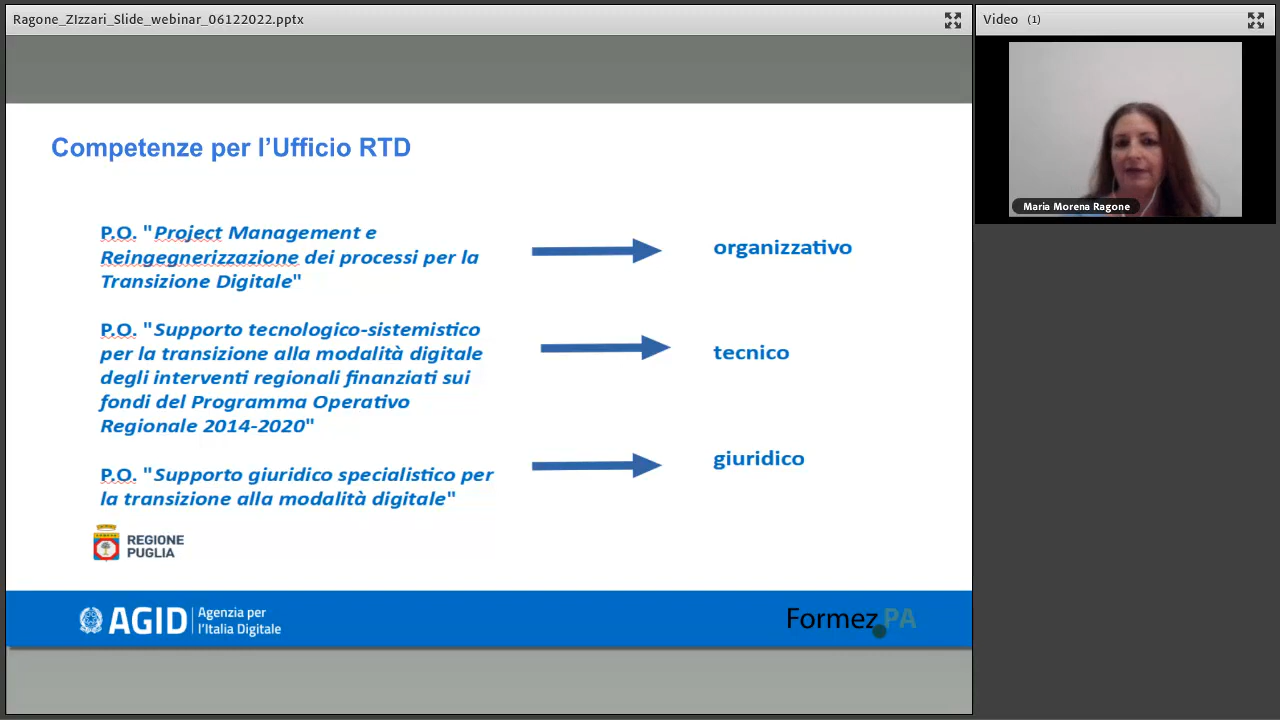 Ragone_ZIzzari_Slide_webinar_06122022.pptx
Video (1)
Maria Morena Ragone
Competenze per l'Ufficio RTD
P.O. "Project Management e
Reingegnerizzazione dei processi per la
Transizione Digitale"
organizzativo
P.O. "Supporto tecnologico-sistemistico
per la transizione alla modalità digitale
degli interventi regionali finanziati sui
fondi del Programma Operativo
Regionale 2014-2020"
tecnico
P.O. "Supporto giuridico specialistico per
la transizione alla modalità digitale"
giuridico
REGIONE
PUGLIA
AGID
Agenzia per
l'Italia Digitale
Formez PA